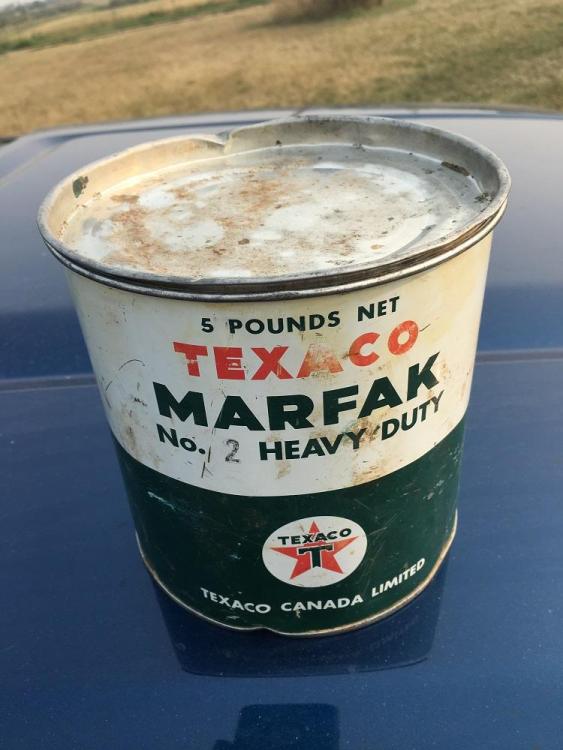 5 POUNDS NET
TEXACO
MARFAK
No. 2 HEAVY DUTY
TEXACO
T
TEXACO CANADA LIMITED